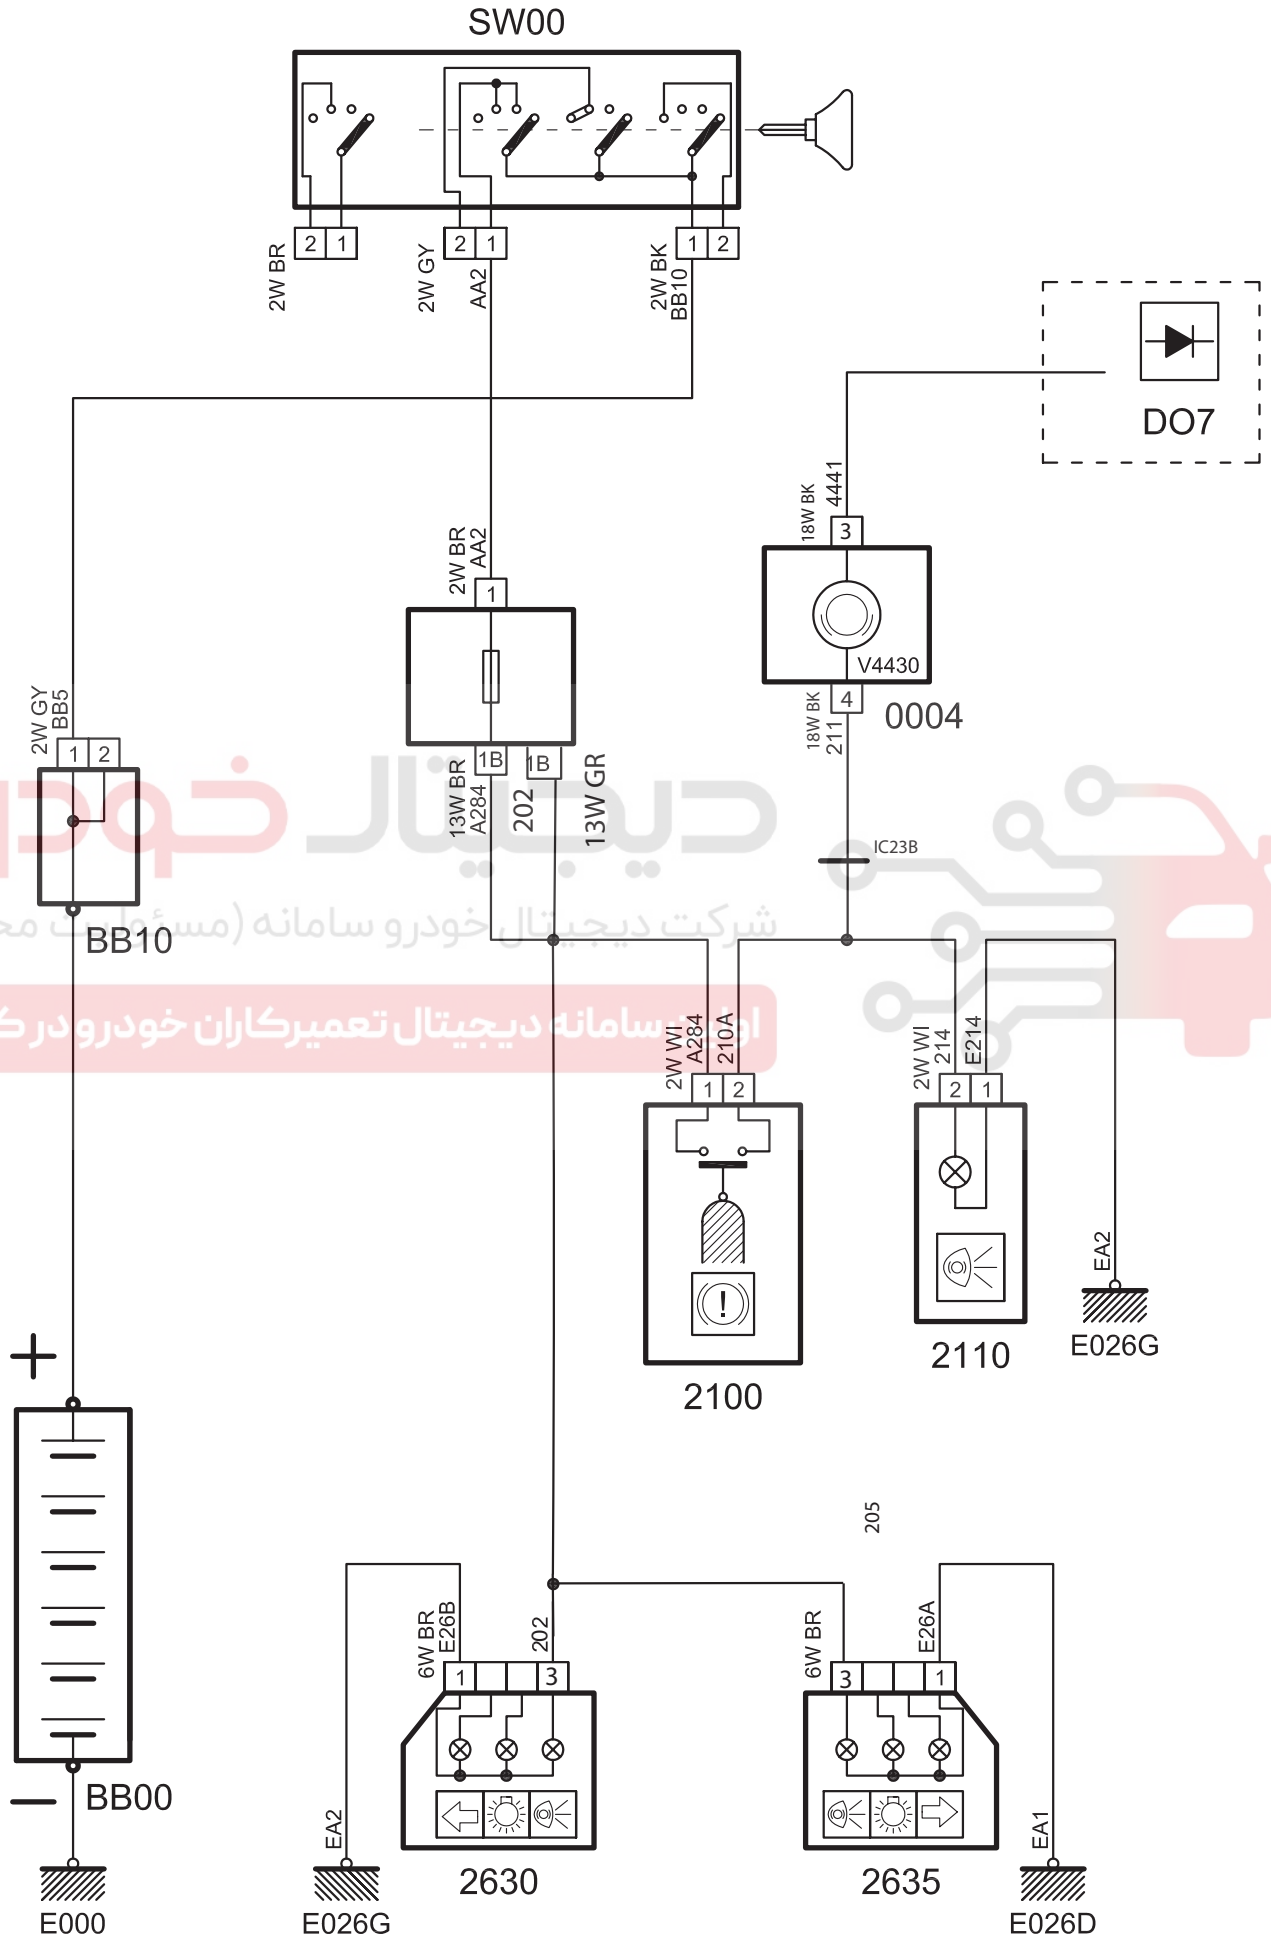 SW00
2 1
2 1
1 2
2W BR
2W GY
AA2
2W BK
BB10
DO7
18W BK
4441
3
2W BR
AA2
1
V4430
4
0004
18W BK
211
2W GY
BB5
1 2
1B
1B
13W BR
A284
202
13W GR
دیجیتال خودرو
IC23B
شرکت دیجیتال خودرو سامانه (مسئولیت
BB10
اولین سامانه دیجیتال تعمیرکاران خودرو در
2W WI
A284
210A
2W WI
214
E214
1 2
2 1
!
EA2
2100
2110
E026G
+
205
6W BR
E26B
202
6W BR
E26A
1 3
3 1
BB00
−
EA2
EA1
2630
2635
E000
E026G
E026D